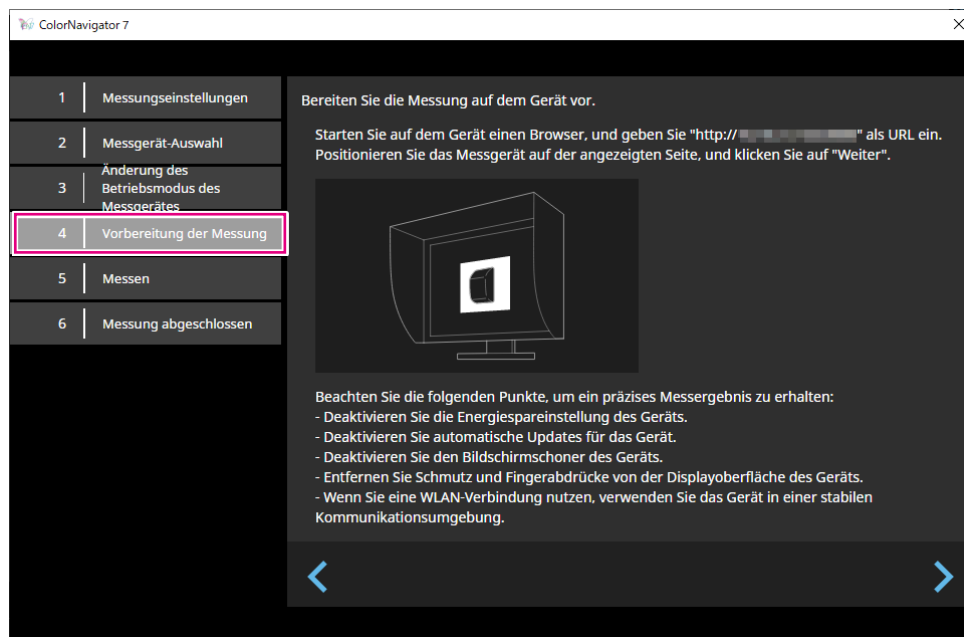 ColorNavigator 7
1 Messungseinstellungen
2 Messgerät-Auswahl
3 Änderung des
Betriebsmodus des
Messgerätes
4 Vorbereitung der Messung
5 Messen
6 Messung abgeschlossen
Bereiten Sie die Messung auf dem Gerät vor.
Starten Sie auf dem Gerät einen Browser, und geben Sie "http:// " als URL ein.
Positionieren Sie das Messgerät auf der angezeigten Seite, und klicken Sie auf "Weiter".
Beachten Sie die folgenden Punkte, um ein präzises Messergebnis zu erhalten:
- Deaktivieren Sie die Energiespareinstellung des Geräts.
- Deaktivieren Sie automatische Updates für das Gerät.
- Deaktivieren Sie den Bildschirmschoner des Geräts.
- Entfernen Sie Schmutz und Fingerabdrücke von der Displayoberfläche des Geräts.
- Wenn Sie eine WLAN-Verbindung nutzen, verwenden Sie das Gerät in einer stabilen
Kommunikationsumgebung.